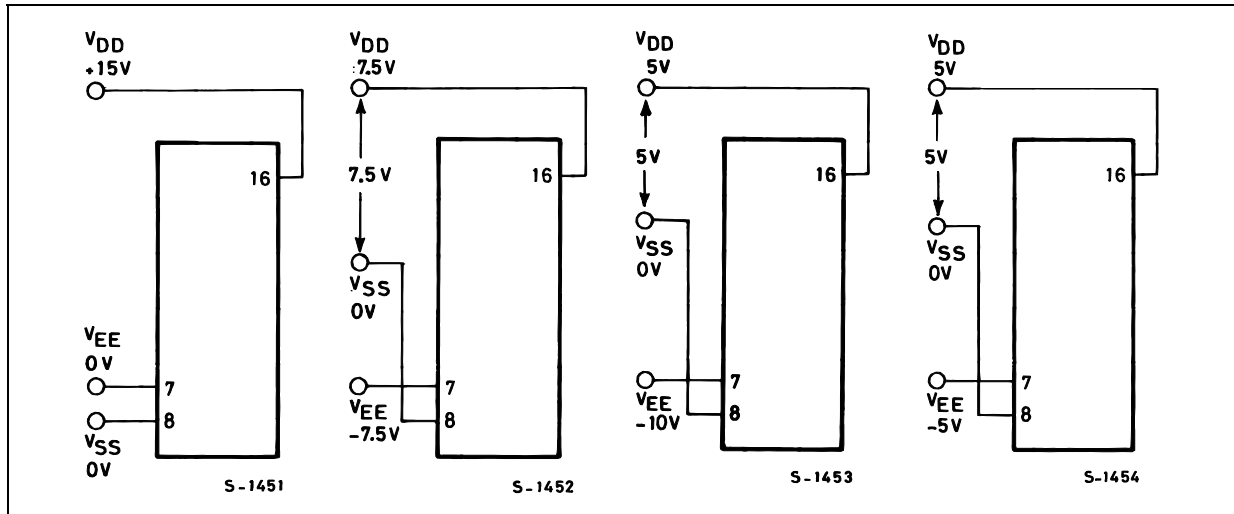 VDD
+15V
16
VEE
0V
7
8
VSS
0V
S-1451
VDD
:7.5V
7.5V
16
VSS
0V
7
VEE
-7.5V
8
S-1452
VDD
5V
5V
16
VSS
0V
7
VEE
-10V
8
S-1453
VDD
5V
5V
16
VSS
0V
7
VEE
-5V
8
S-1454